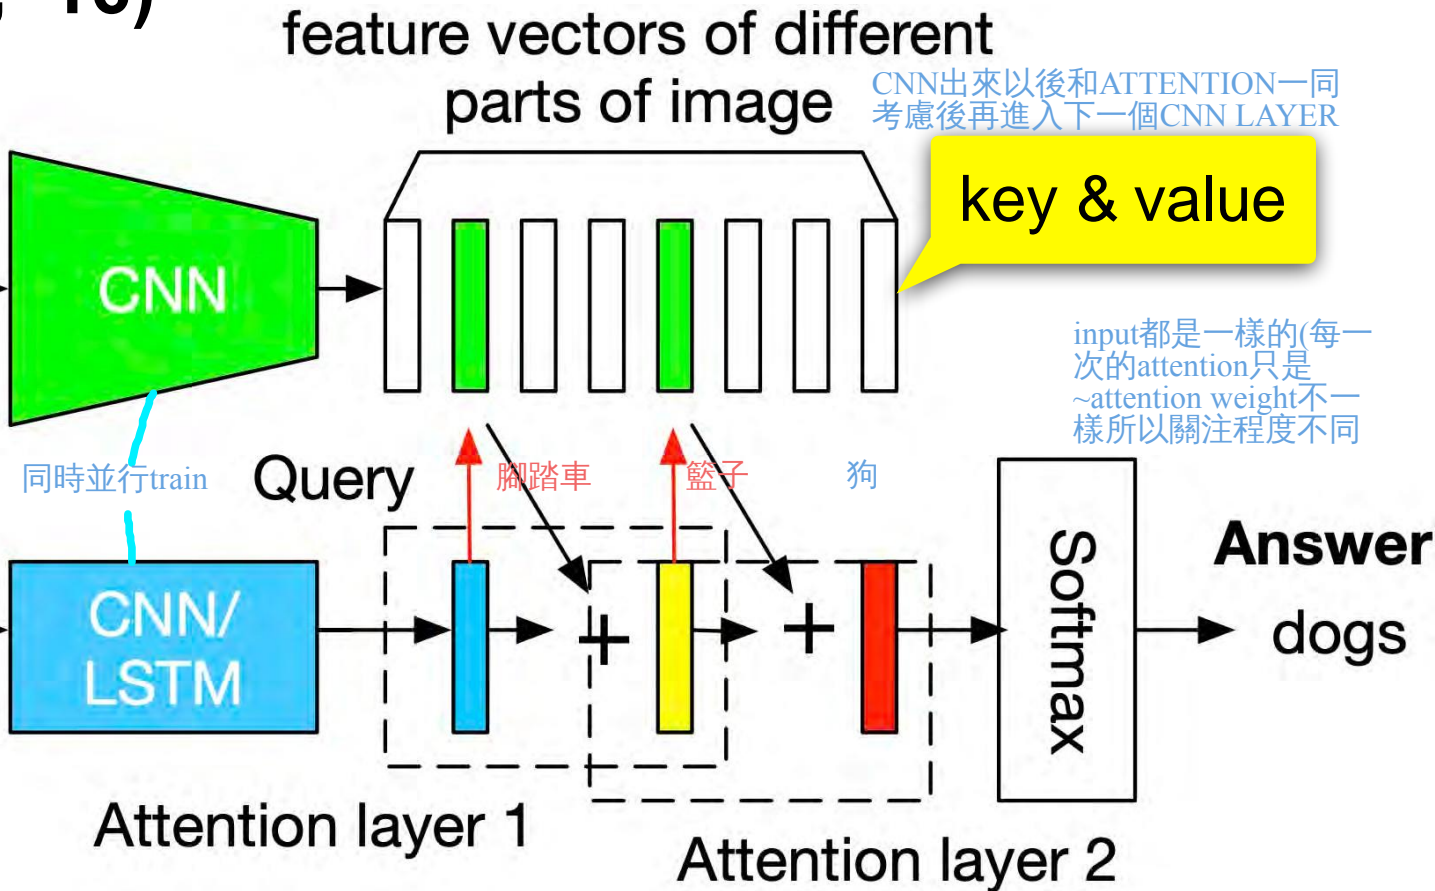 , 16)
feature vectors of different
parts of image
CNN出來以後和ATTENTION一同
考慮後再進入下一個CNN LAYER
key & value
CNN
input都是一樣的(每一
次的attention只是
~attention weight不一
樣所以關注程度不同
同時並行train
Query
腳踏車
籃子
狗
CNN/
LSTM
+
+
Softmax
Answer
dogs
Attention layer 1
Attention layer 2